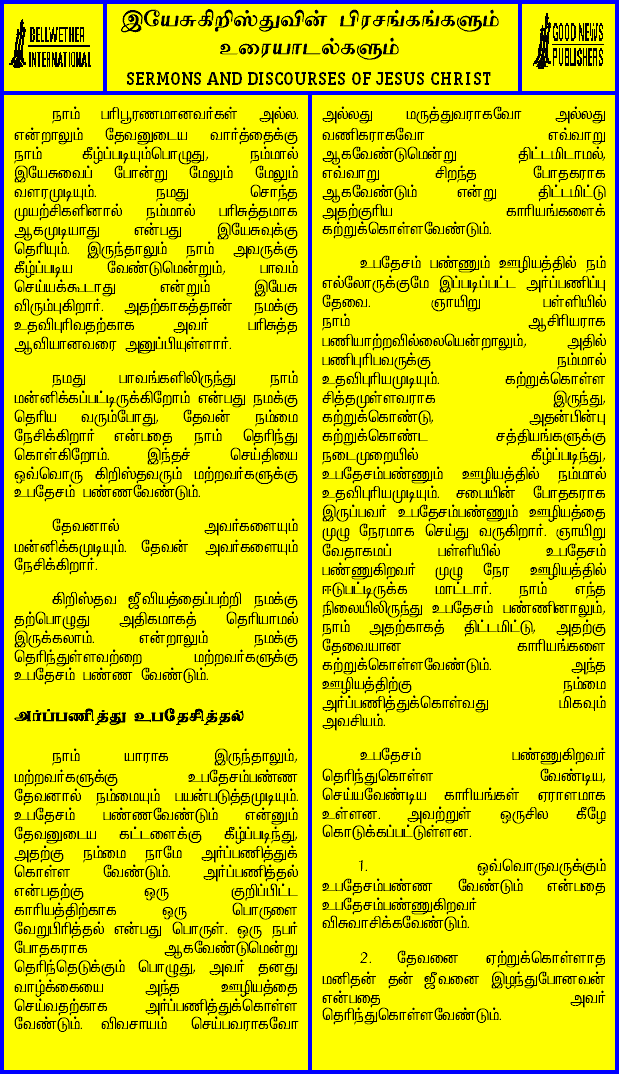 BELLWETHER
INTERNATIONAL
இயேசுகிறிஸ்துவின் பிரசங்கங்களும்
உரையாடல்களும்
SERMONS AND DISCOURSES OF JESUS CHRIST
GOOD NEWS
PUBLISHERS
நாம் பரிபூரணமானவர்கள் அல்ல.
என்றாலும் தேவனுடைய வார்த்தைக்கு
நாம் கீழ்ப்படியும்பொழுது, நம்மால்
இயேசுவைப் போன்று மேலும் மேலும்
வளரமுடியும். நமது சொந்த
முயற்சிகளினால் நம்மால் பரிசுத்தமாக
ஆகமுடியாது என்பது இயேசுவுக்கு
தெரியும். இருந்தாலும் நாம் அவருக்கு
கீழ்ப்படிய வேண்டுமென்றும், பாவம்
செய்யக்கூடாது என்றும் இயேசு
விரும்புகிறார். அதற்காகத்தான் நமக்கு
உதவிபுரிவதற்காக அவர் பரிசுத்த
ஆவியானவரை அனுப்பியுள்ளார்.
நமது பாவங்களிலிருந்து நாம்
மன்னிக்கப்பட்டிருக்கிறோம் என்பது நமக்கு
தெரிய வரும்போது, தேவன் நம்மை
நேசிக்கிறார் என்பதை நாம் தெரிந்து
கொள்கிறோம். இந்தச் செய்தியை
ஒவ்வொரு கிறிஸ்தவரும் மற்றவர்களுக்கு
உபதேசம் பண்ணவேண்டும்.
தேவனால் அவர்களையும்
மன்னிக்கமுடியும். தேவன் அவர்களையும்
நேசிக்கிறார்.
கிறிஸ்தவ ஜீவியத்தைப்பற்றி நமக்கு
தற்பொழுது அதிகமாகத் தெரியாமல்
இருக்கலாம். என்றாலும் நமக்கு
தெரிந்துள்ளவற்றை மற்றவர்களுக்கு
உபதேசம் பண்ண வேண்டும்.
அர்ப்பணித்து உபதேசித்தல்
நாம் யாராக இருந்தாலும்,
மற்றவர்களுக்கு உபதேசம்பண்ண
தேவனால் நம்மையும் பயன்படுத்தமுடியும்.
உபதேசம் பண்ணவேண்டும் என்னும்
தேவனுடைய கட்டளைக்கு கீழ்ப்படிந்து,
அதற்கு நம்மை நாமே அர்ப்பணித்துக்
கொள்ள வேண்டும். அர்ப்பணித்தல்
என்பதற்கு ஒரு குறிப்பிட்ட
காரியத்திற்காக ஒரு பொருளை
வேறுபிரித்தல் என்பது பொருள். ஒரு நபர்
போதகராக ஆகவேண்டுமென்று
தெரிந்தெடுக்கும் பொழுது, அவர் தனது
வாழ்க்கையை அந்த ஊழியத்தை
செய்வதற்காக அர்ப்பணித்துக்கொள்ள
வேண்டும். விவசாயம் செய்பவராகவோ
அல்லது மருத்துவராகவோ அல்லது
வணிகராகவோ எவ்வாறு
ஆகவேண்டுமென்று திட்டமிடாமல்,
எவ்வாறு சிறந்த போதகராக
ஆகவேண்டும் என்று திட்டமிட்டு
அதற்குரிய காரியங்களைக்
கற்றுக்கொள்ளவேண்டும்.
உபதேசம் பண்ணும் ஊழியத்தில் நம்
எல்லோருக்குமே இப்படிப்பட்ட அர்ப்பணிப்பு
தேவை. ஞாயிறு பள்ளியில்
நாம் ஆசிரியராக
பணியாற்றவில்லையென்றாலும், அதில்
பணிபுரிபவருக்கு நம்மால்
உதவிபுரியமுடியும். கற்றுக்கொள்ள
சித்தமுள்ளவராக இருந்து,
கற்றுக்கொண்டு, அதன்பின்பு
கற்றுக்கொண்ட சத்தியங்களுக்கு
நடைமுறையில் கீழ்ப்படிந்து,
உபதேசம்பண்ணும் ஊழியத்தில் நம்மால்
உதவிபுரியமுடியும். சபையின் போதகராக
இருப்பவர் உபதேசம்பண்ணும் ஊழியத்தை
முழு நேரமாக செய்து வருகிறார். ஞாயிறு
வேதாகமப் பள்ளியில் உபதேசம்
பண்ணுகிறவர் முழு நேர ஊழியத்தில்
ஈடுபட்டிருக்க மாட்டார். நாம் எந்த
நிலையிலிருந்து உபதேசம் பண்ணினாலும்,
நாம் அதற்காகத் திட்டமிட்டு, அதற்கு
தேவையான காரியங்களை
கற்றுக்கொள்ளவேண்டும். அந்த
ஊழியத்திற்கு நம்மை
அர்ப்பணித்துக்கொள்வது மிகவும்
அவசியம்.
உபதேசம் பண்ணுகிறவர்
தெரிந்துகொள்ள வேண்டிய,
செய்யவேண்டிய காரியங்கள் ஏராளமாக
உள்ளன. அவற்றுள் ஒருசில கீழே
கொடுக்கப்பட்டுள்ளன.
1. ஒவ்வொருவருக்கும்
உபதேசம்பண்ண வேண்டும் என்பதை
உபதேசம்பண்ணுகிறவர்
விசுவாசிக்கவேண்டும்.
2. தேவனை ஏற்றுக்கொள்ளாத
மனிதன் தன் ஜீவனை இழந்துபோனவன்
என்பதை அவர்
தெரிந்துகொள்ளவேண்டும்.